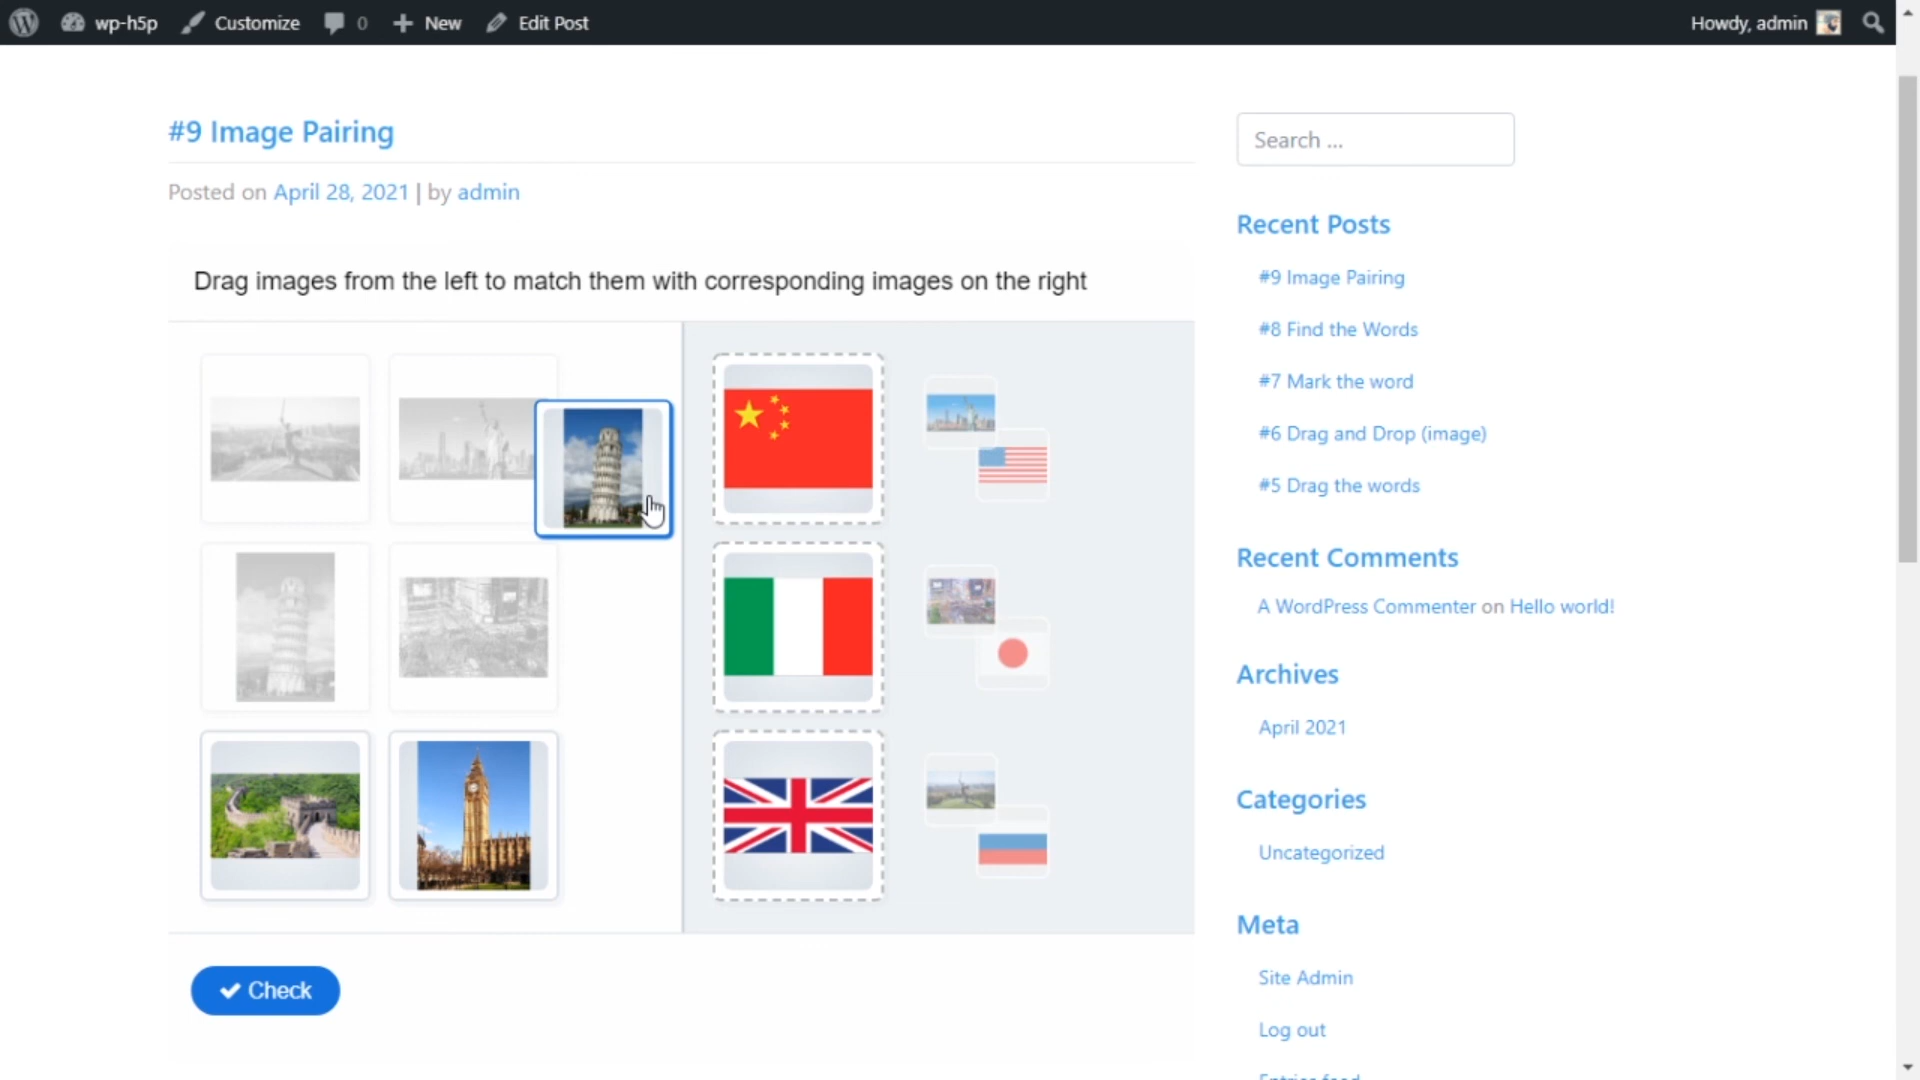 wp-h5p Customize 0 New Edit Post Howdy, admin
#9 Image Pairing
Posted on April 28, 2021 | by admin
Drag images from the left to match them with corresponding images on the right
Check
Search ...
Recent Posts
#9 Image Pairing
#8 Find the Words
#7 Mark the word
#6 Drag and Drop (image)
#5 Drag the words
Recent Comments
A WordPress Commenter on Hello world!
Archives
April 2021
Categories
Uncategorized
Meta
Site Admin
Log out